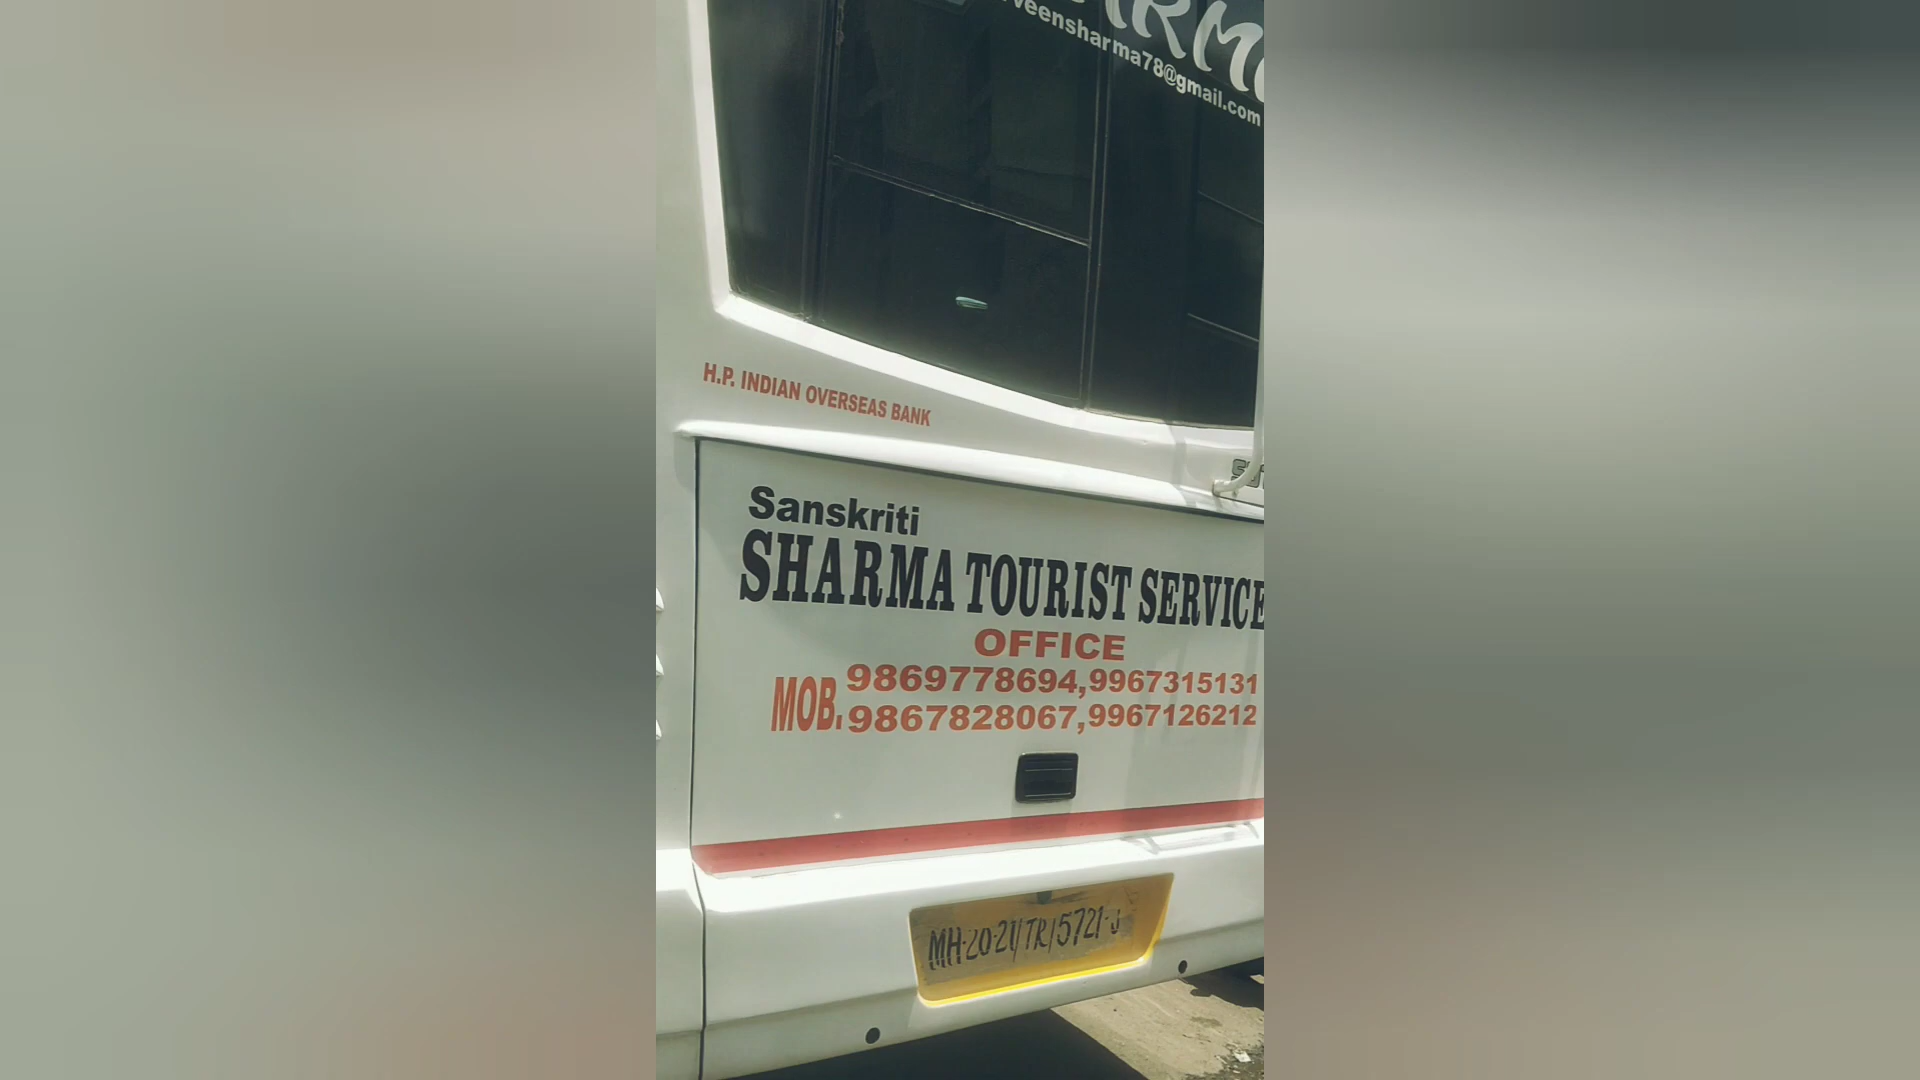 veensharma78@gmail.com
H.P. INDIAN OVERSEAS BANK
Sanskriti
SHARMA TOURIST SERVICE
OFFICE
MOB. 9869778694,9967315131
9867828067,9967126212
MH-20-21/TR/5721-J